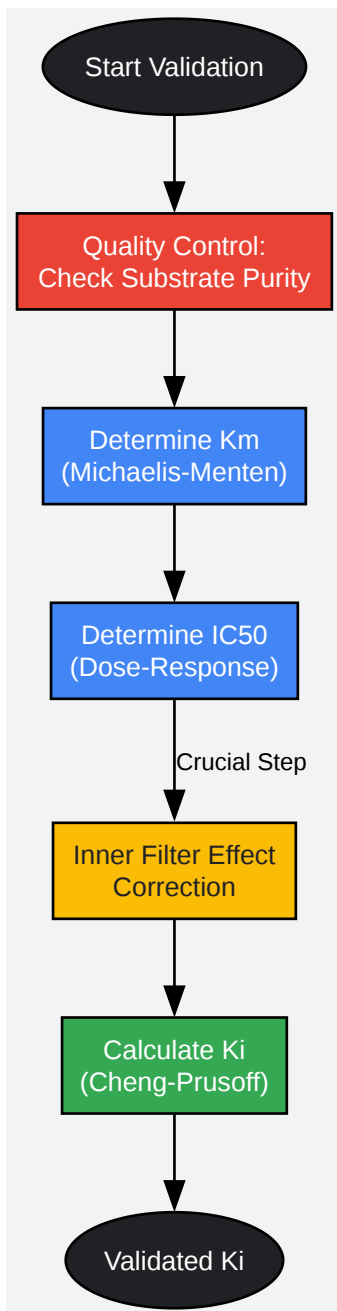 Start Validation
Quality Control:
Check Substrate Purity
Determine Km
(Michaelis-Menten)
Determine IC50
(Dose-Response)
Crucial Step
Inner Filter Effect
Correction
Calculate Ki
(Cheng-Prusoff)
Validated Ki